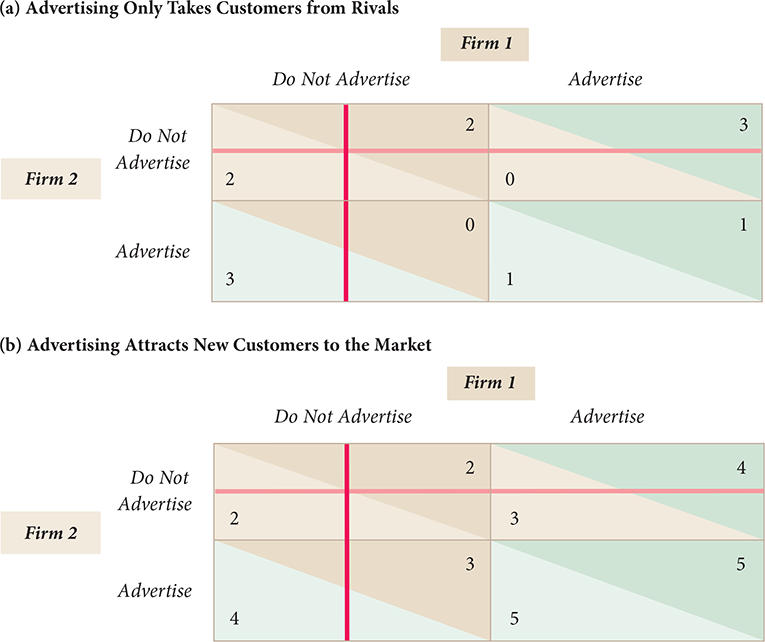 (a) Advertising Only Takes Customers from Rivals
Firm 1
Do Not Advertise
Advertise
Do Not
Advertise
2
3
Firm 2
2
0
Advertise
0
1
3
1
(b) Advertising Attracts New Customers to the Market
Firm 1
Do Not Advertise
Advertise
Do Not
Advertise
2
4
Firm 2
2
3
Advertise
3
5
4
5